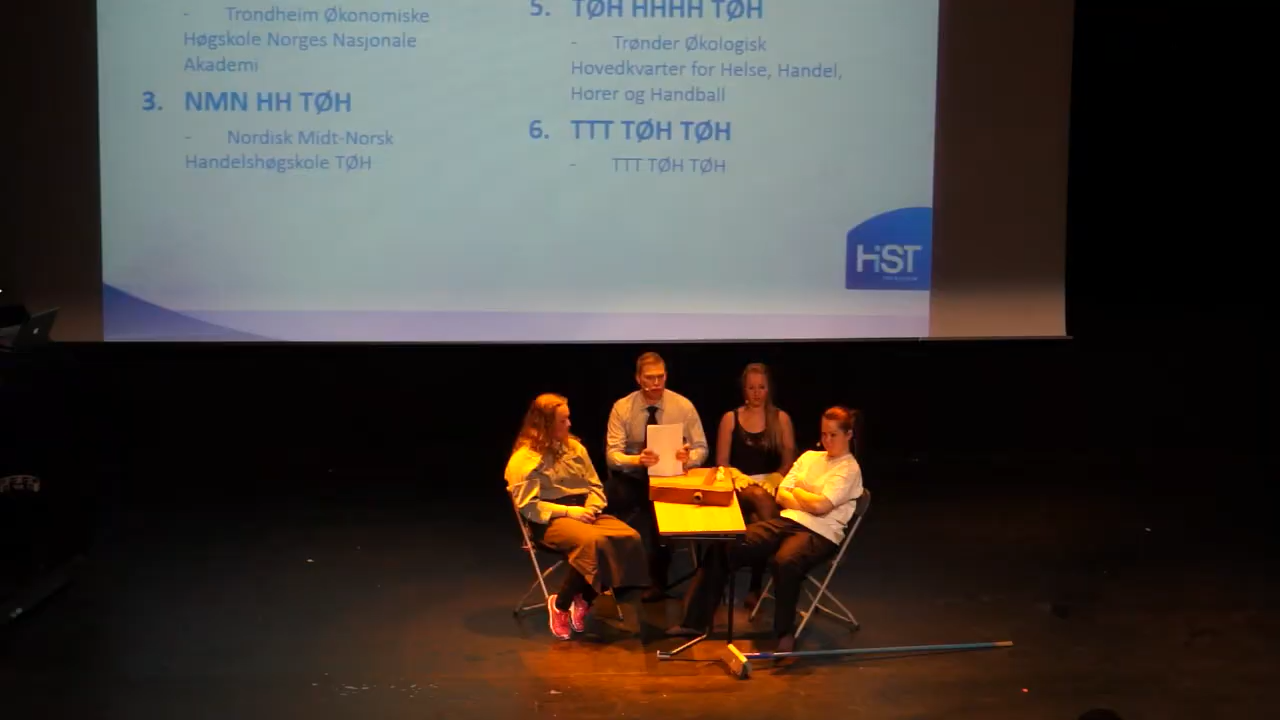 - Trondheim Økonomiske
Høgskole Norges Nasjonale
Akademi
3. NMN HH TØH
- Nordisk Midt-Norsk
Handelshøgskole TØH
5. TØH HHHH TØH
- Trønder Økologisk
Hovedkvarter for Helse, Handel,
Horer og Handball
6. TTT TØH TØH
- TTT TØH TØH
HiST